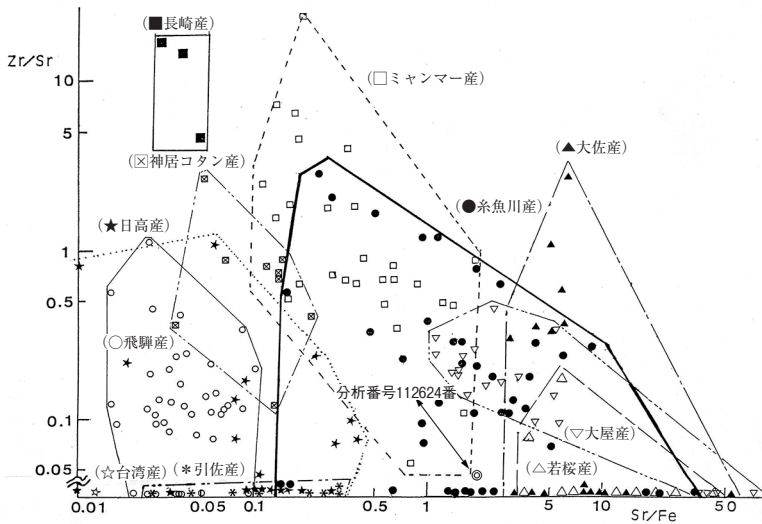 (■長崎産)
Zr/Sr
(□ミャンマー産)
10
5
(▲大佐産)
(⊠神居コタン産)
(●糸魚川産)
(★日高産)
1
0.5
(○飛騨産)
分析番号112624番
0.1
(▽大屋産)
(☆台湾産)
(＊引佐産)
(△若桜産)
0.05
0.01
0.05
0.1
0.5
1
5
10
50
Sr/Fe